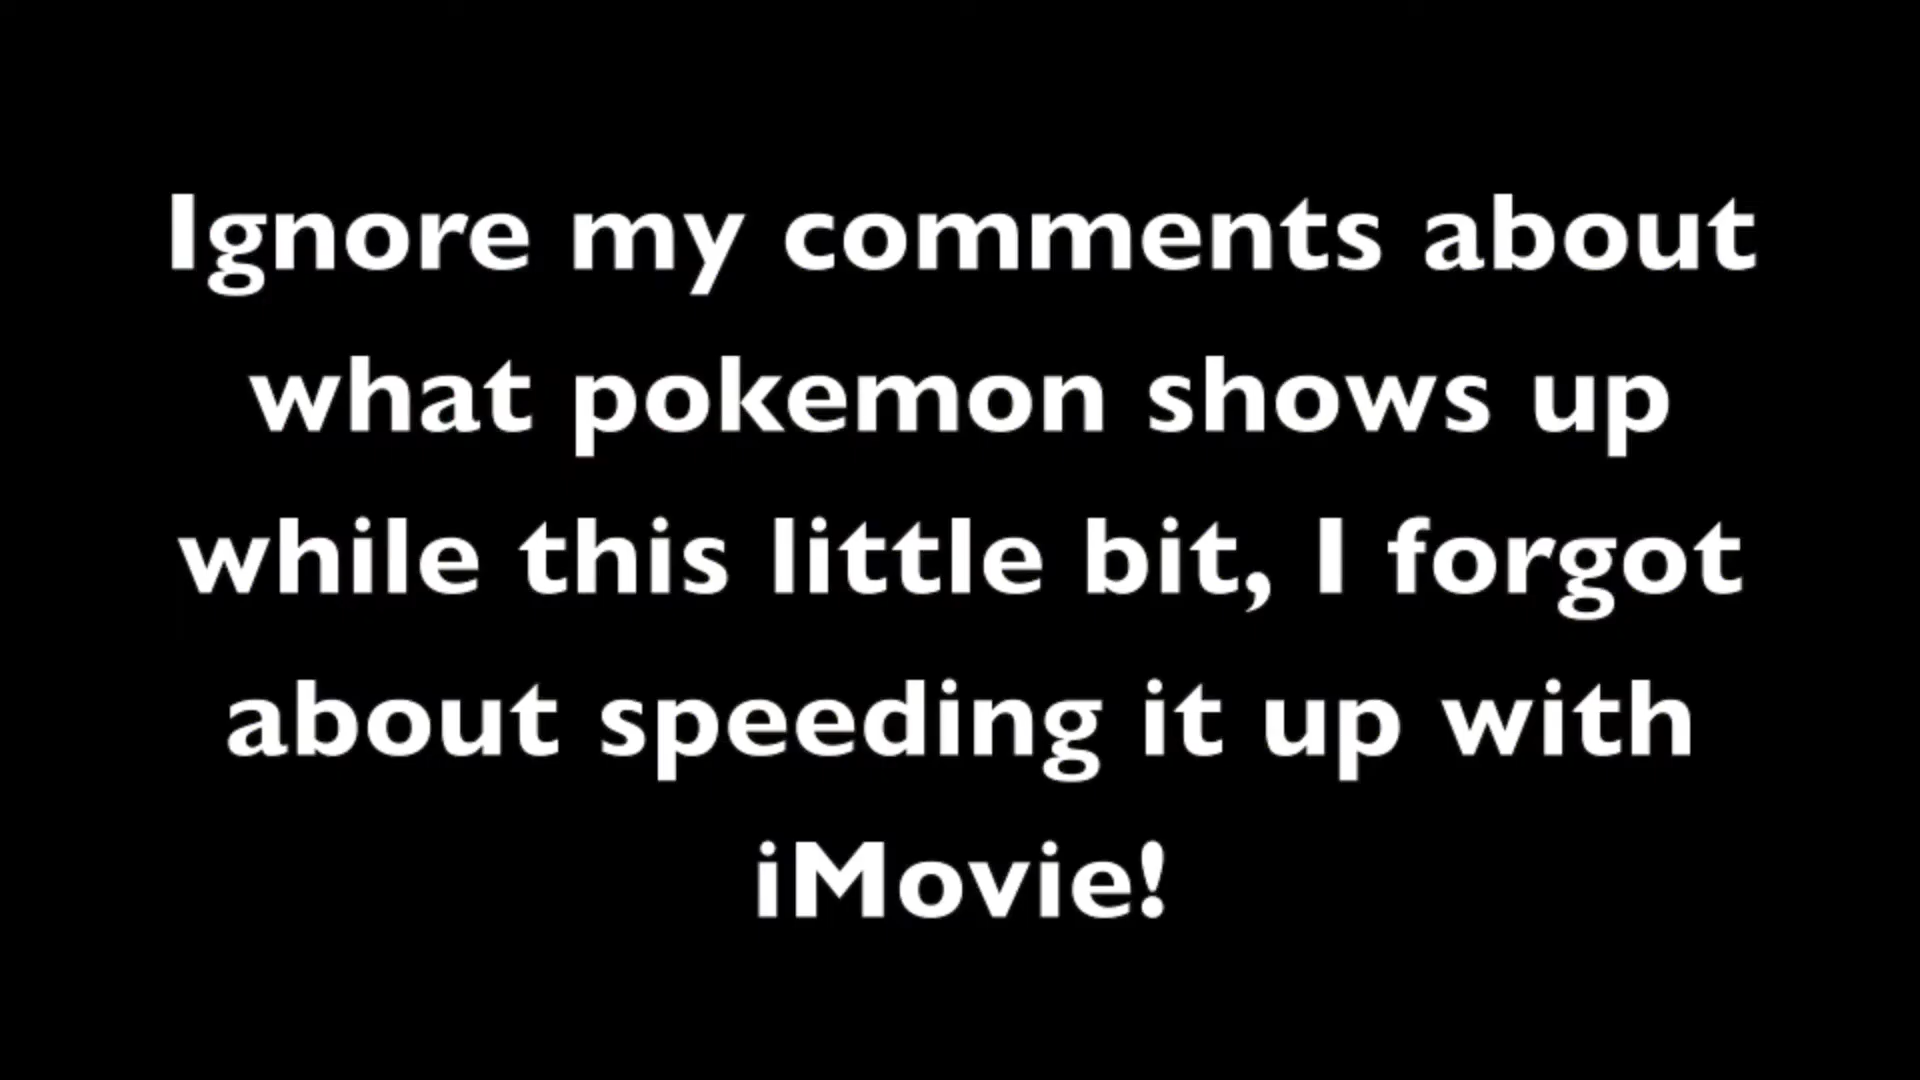 Ignore my comments about
what pokemon shows up
while this little bit, I forgot
about speeding it up with
iMovie!